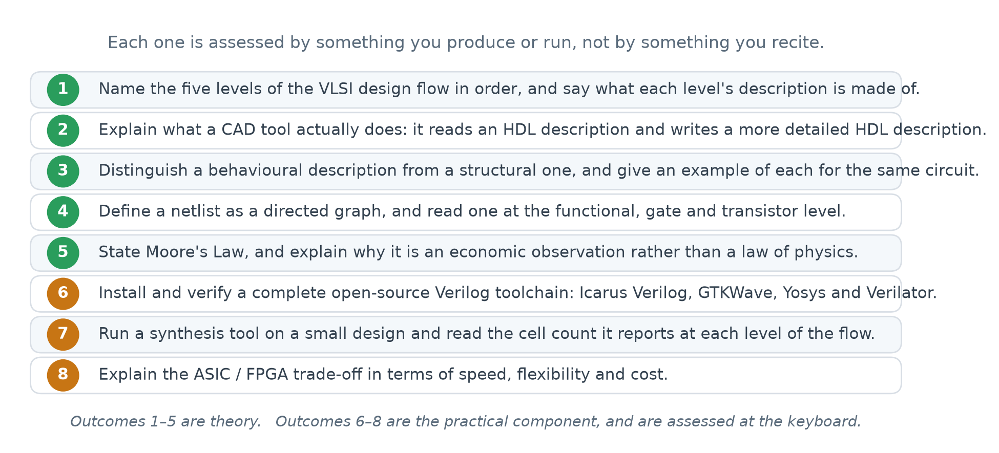 Each one is assessed by something you produce or run, not by something you recite.
1 Name the five levels of the VLSI design flow in order, and say what each level's description is made of.
2 Explain what a CAD tool actually does: it reads an HDL description and writes a more detailed HDL description.
3 Distinguish a behavioural description from a structural one, and give an example of each for the same circuit.
4 Define a netlist as a directed graph, and read one at the functional, gate and transistor level.
5 State Moore's Law, and explain why it is an economic observation rather than a law of physics.
6 Install and verify a complete open-source Verilog toolchain: Icarus Verilog, GTKWave, Yosys and Verilator.
7 Run a synthesis tool on a small design and read the cell count it reports at each level of the flow.
8 Explain the ASIC / FPGA trade-off in terms of speed, flexibility and cost.
Outcomes 1–5 are theory. Outcomes 6–8 are the practical component, and are assessed at the keyboard.